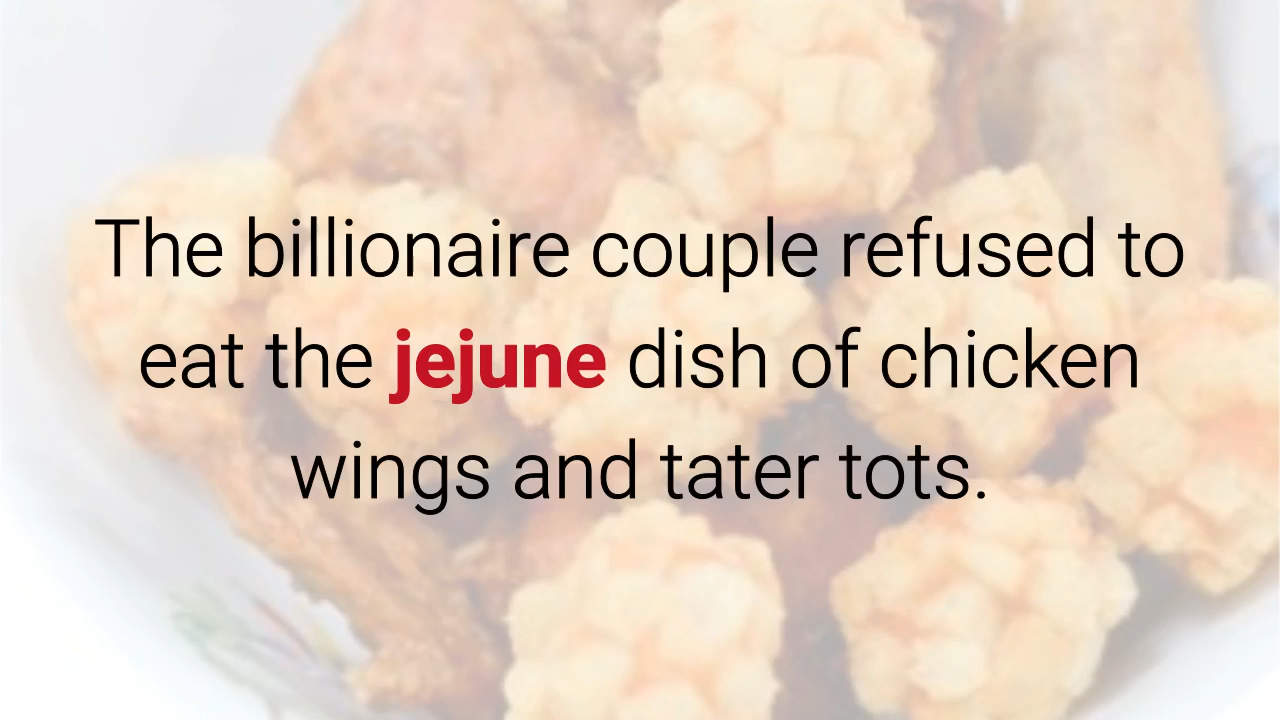 The billionaire couple refused to
eat the jejune dish of chicken
wings and tater tots.